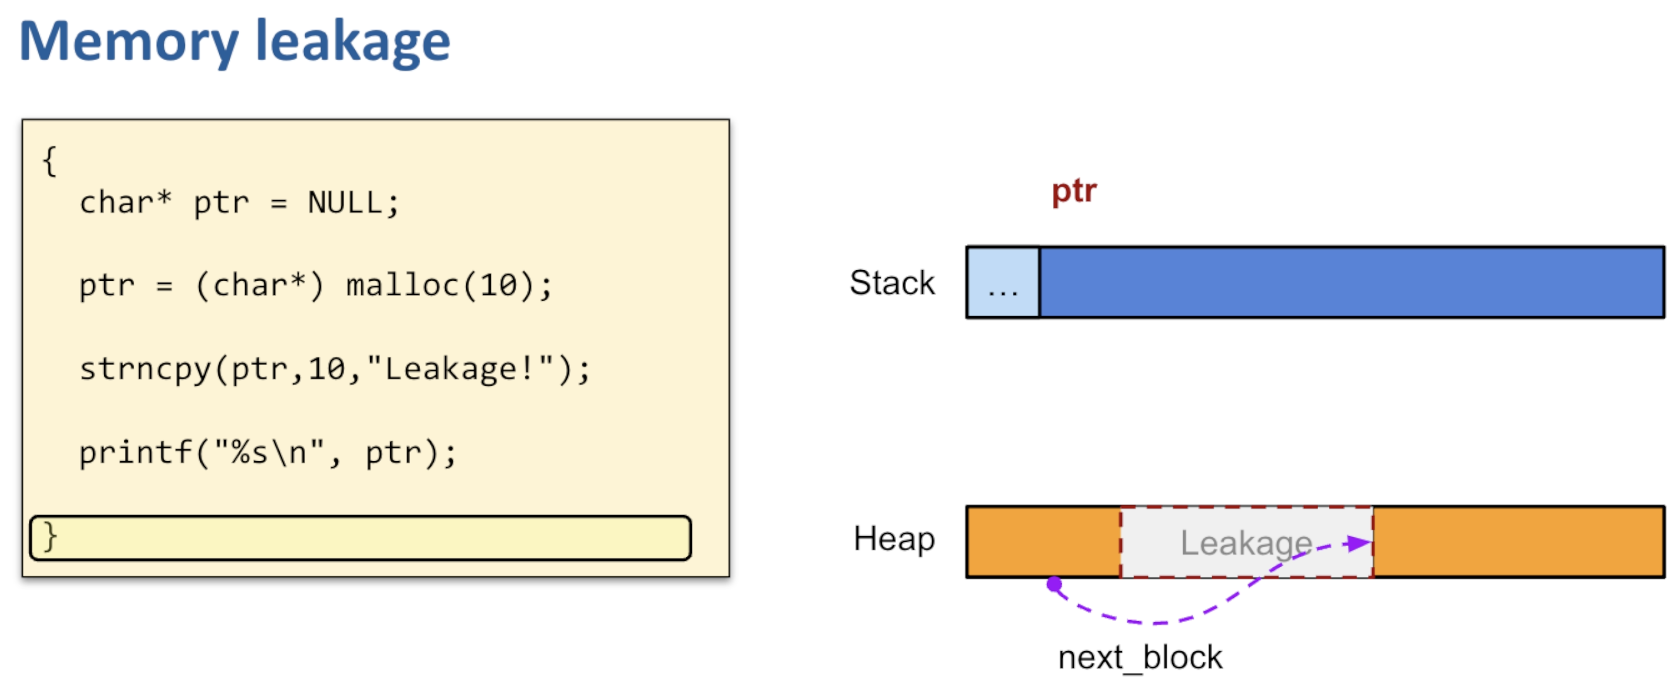 Memory leakage
{
char* ptr = NULL;
ptr = (char*) malloc(10);
strncpy(ptr,10,"Leakage!");
printf("%s\n", ptr);
}
ptr
Stack
...
Heap
Leakage
next_block